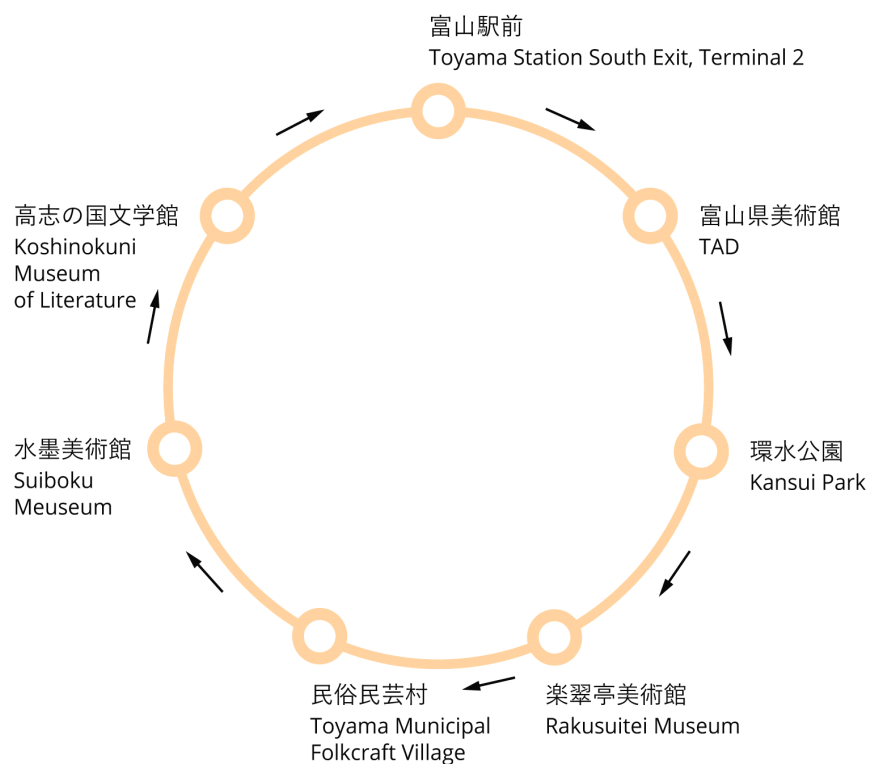 富山駅前
Toyama Station South Exit, Terminal 2
富山県美術館
TAD
環水公園
Kansui Park
楽翠亭美術館
Rakusuitei Museum
民俗民芸村
Toyama Municipal
Folkcraft Village
水墨美術館
Suiboku
Meuseum
高志の国文学館
Koshinokuni
Museum
of Literature